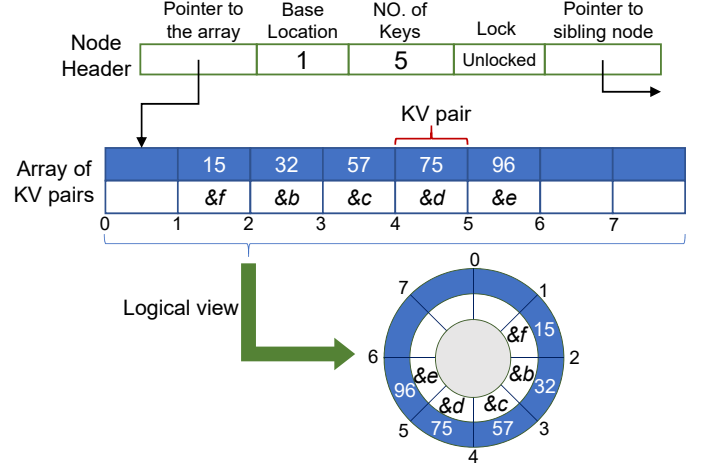 Pointer to
the array
Base
Location
NO. of
Keys
Lock
Pointer to
sibling node
Node
Header
1
5
Unlocked
KV pair
Array of
KV pairs
15
32
57
75
96
&f
&b
&c
&d
&e
0
1
2
3
4
5
6
7
Logical view
0
7
1
&f
15
6
2
&e
&b
96
32
&d
&c
5
75
57
3
4